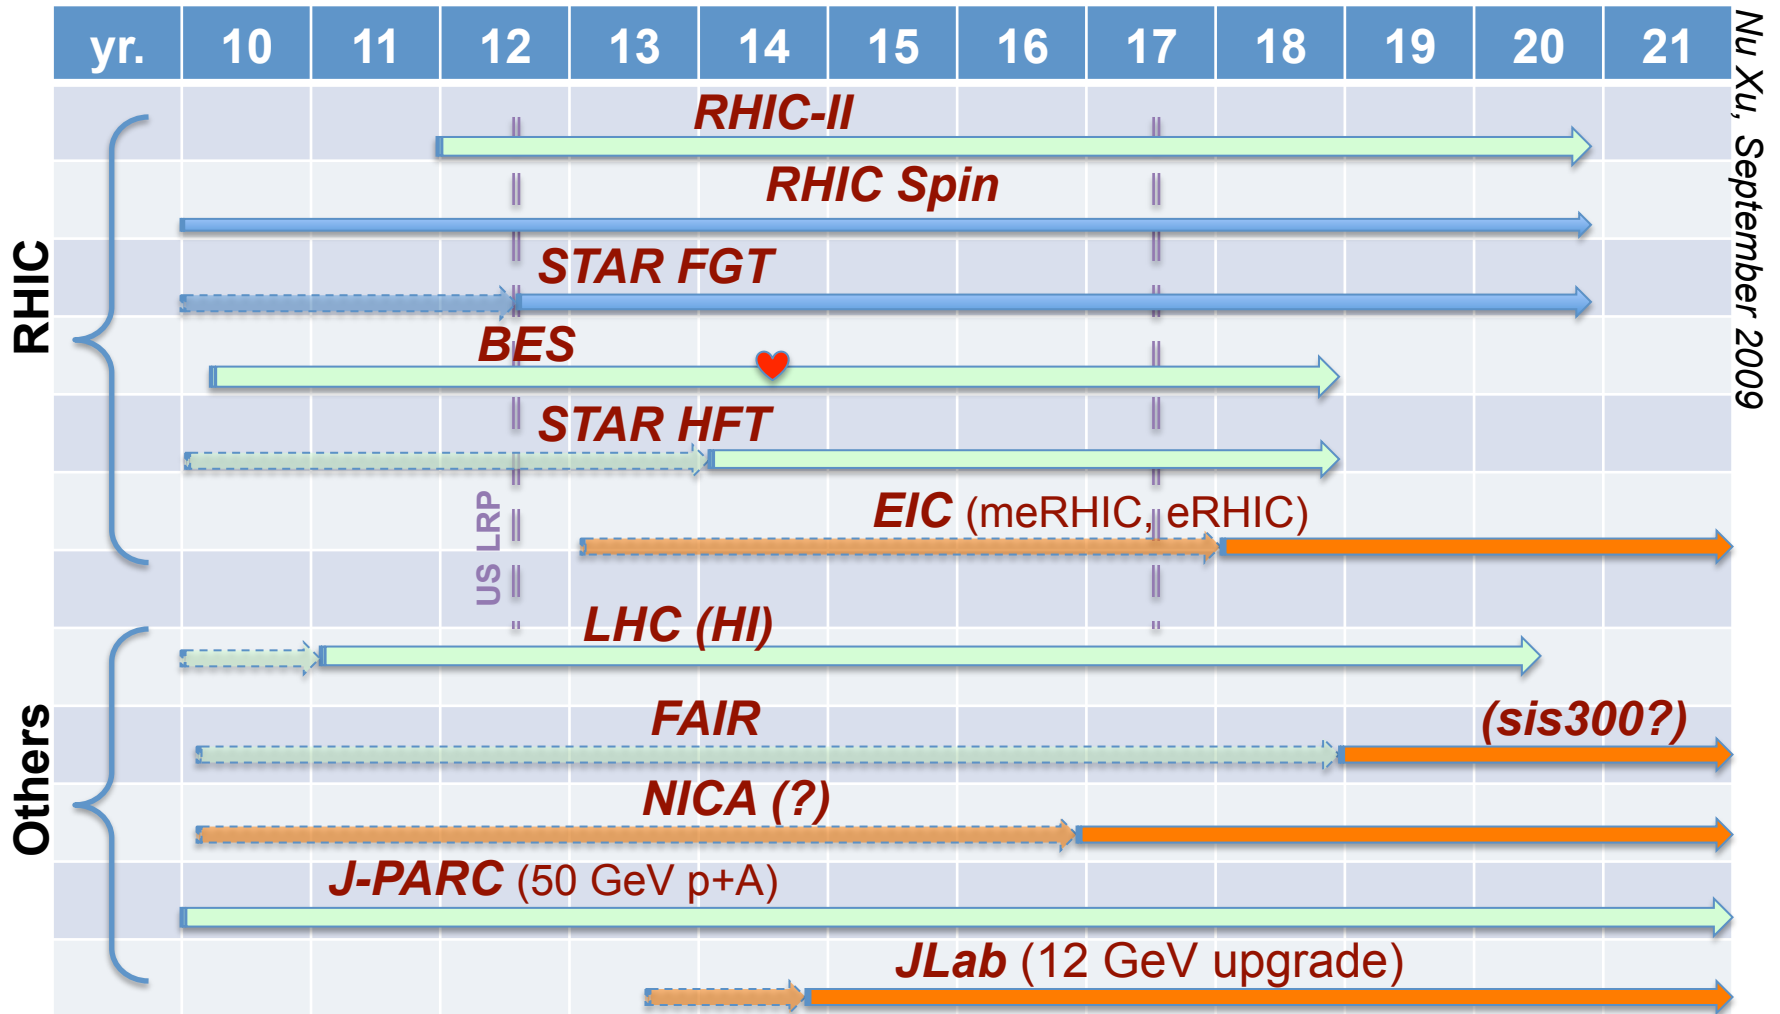 yr. 10 11 12 13 14 15 16 17 18 19 20 21
Nu Xu, September 2009
RHIC
RHIC-II
RHIC Spin
STAR FGT
BES
STAR HFT
EIC (meRHIC, eRHIC)
US LRP
Others
LHC (HI)
FAIR (sis300?)
NICA (?)
J-PARC (50 GeV p+A)
JLab (12 GeV upgrade)